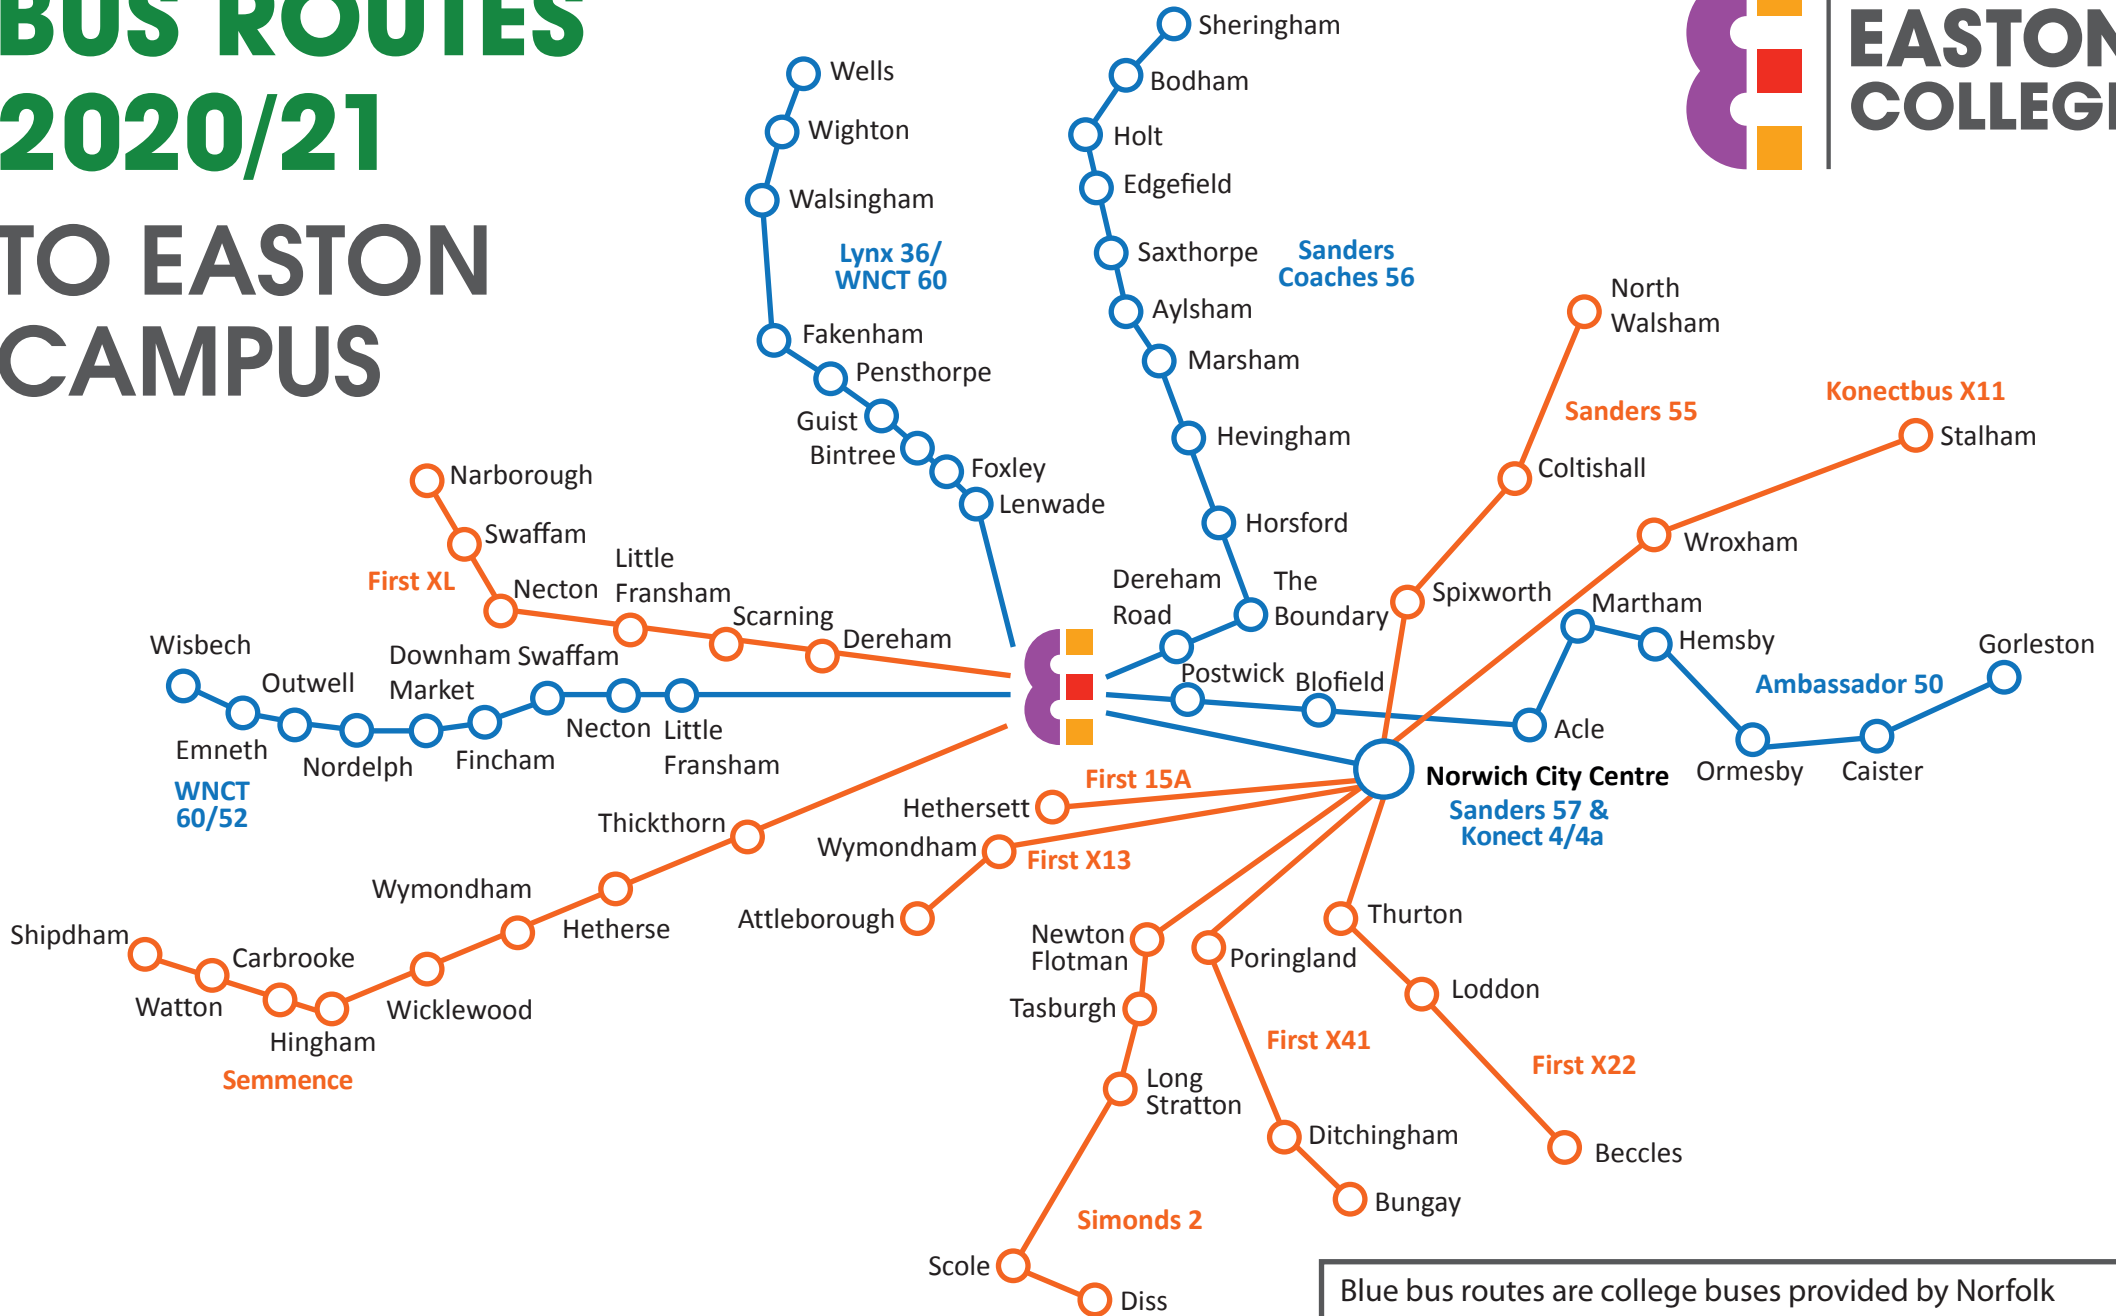 BUS ROUTES
2020/21
TO EASTON
CAMPUS
EASTON
COLLEGE
Sheringham
Bodham
Holt
Edgefield
Saxthorpe
Aylsham
Marsham
Hevingham
Horsford
The
Boundary
Dereham
Road
Sanders
Coaches 56
Wells
Wighton
Walsingham
Lynx 36/
WNCT 60
Fakenham
Pensthorpe
Guist
Bintree
Foxley
Lenwade
North
Walsham
Sanders 55
Coltishall
Spixworth
Konectbus X11
Stalham
Wroxham
Narborough
Swaffam
First XL
Necton
Little
Fransham
Scarning
Dereham
Wisbech
Emneth
Outwell
Nordelph
Downham
Market
Fincham
Swaffam
Necton
Little
Fransham
WNCT
60/52
Postwick
Blofield
Acle
Martham
Hemsby
Ormesby
Caister
Gorleston
Ambassador 50
Norwich City Centre
Sanders 57 &
Konect 4/4a
First 15A
Hethersett
Wymondham
First X13
Attleborough
Thickthorn
Hetherse
Wymondham
Wicklewood
Hingham
Carbrooke
Watton
Shipdham
Semmence
Newton
Flotman
Tasburgh
Long
Stratton
Simonds 2
Scole
Diss
Poringland
First X41
Ditchingham
Bungay
Thurton
Loddon
First X22
Beccles
Blue bus routes are college buses provided by Norfolk